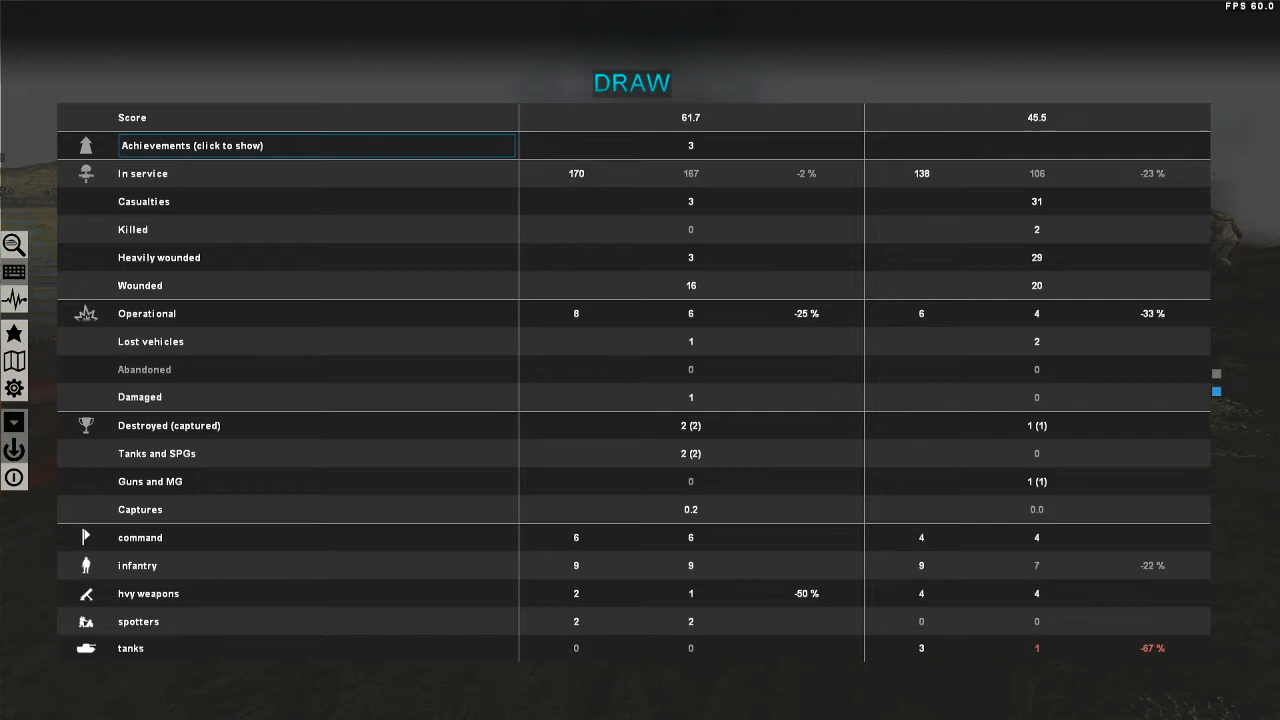 FPS 60.0
DRAW
Score 61.7 45.5
Achievements (click to show) 3
In service 170 167 -2 % 138 106 -23 %
Casualties 3 31
Killed 0 2
Heavily wounded 3 29
Wounded 16 20
Operational 8 6 -25 % 6 4 -33 %
Lost vehicles 1 2
Abandoned 0 0
Damaged 1 0
Destroyed (captured) 2 (2) 1 (1)
Tanks and SPGs 2 (2) 0
Guns and MG 0 1 (1)
Captures 0.2 0.0
command 6 6 4 4
infantry 9 9 9 7 -22 %
hvy weapons 2 1 -50 % 4 4
spotters 2 2 0 0
tanks 0 0 3 1 -67 %